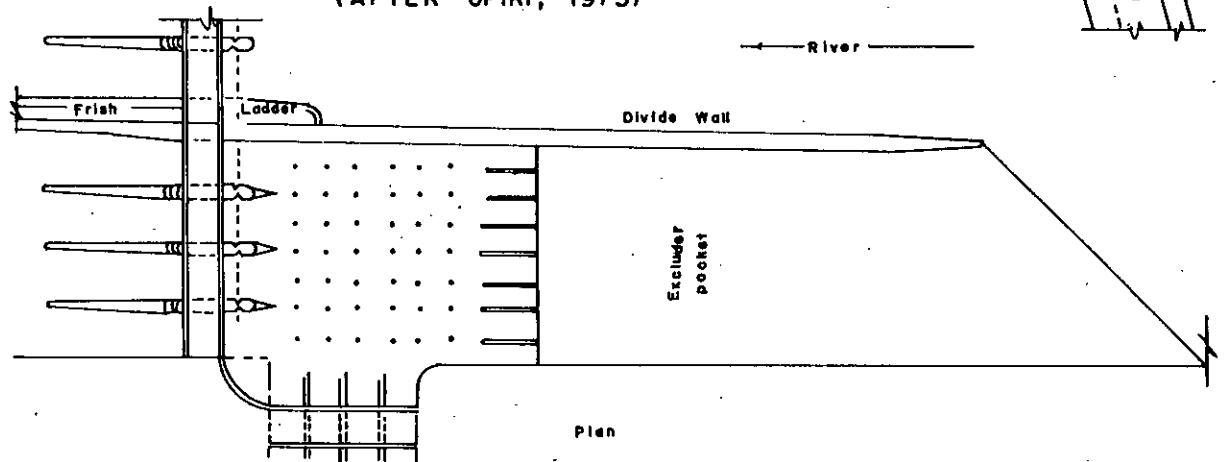 (AFTER UPIRI, 1975)
River
Frish
Ladder
Divide Wall
Excluder
pocket
Plan